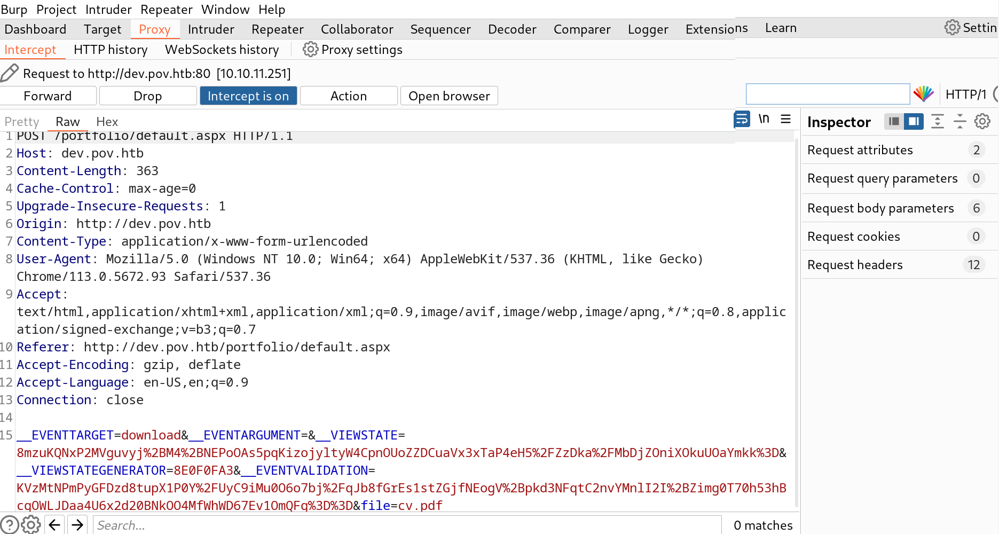 Burp Project Intruder Repeater Window Help
Dashboard Target Proxy Intruder Repeater Collaborator Sequencer Decoder Comparer Logger Extensions Learn Settin
Intercept HTTP history WebSockets history Proxy settings
Request to http://dev.pov.htb:80 [10.10.11.251]
Forward Drop Intercept is on Action Open browser HTTP/1
Pretty Raw Hex \n Inspector
1 POST /portfolio/default.aspx HTTP/1.1
2 Host: dev.pov.htb
3 Content-Length: 363
4 Cache-Control: max-age=0
5 Upgrade-Insecure-Requests: 1
6 Origin: http://dev.pov.htb
7 Content-Type: application/x-www-form-urlencoded
8 User-Agent: Mozilla/5.0 (Windows NT 10.0; Win64; x64) AppleWebKit/537.36 (KHTML, like Gecko)
Chrome/113.0.5672.93 Safari/537.36
9 Accept:
text/html,application/xhtml+xml,application/xml;q=0.9,image/avif,image/webp,image/apng,*/*;q=0.8,applic
ation/signed-exchange;v=b3;q=0.7
10 Referer: http://dev.pov.htb/portfolio/default.aspx
11 Accept-Encoding: gzip, deflate
12 Accept-Language: en-US,en;q=0.9
13 Connection: close
14
15 __EVENTTARGET=download&__EVENTARGUMENT=&__VIEWSTATE=
8mzuKQNxP2MVguvyj%2BM4%2BNEPoOAs5pqKizojyltyW4CpnOUoZZDCuaVx3xTaP4eH5%2FZzDka%2FMbDjZOniXOkuUOaYmkk%3D&
__VIEWSTATEGENERATOR=8E0F0FA3&__EVENTVALIDATION=
KVzMtNPmPyGFDzd8tupX1P0Y%2FUyC9iMu0O6o7bj%2FqJb8fGrEs1stZGjfNEogV%2Bpkd3NFqtC2nvYMnlI2I%2BZimg0T70h53hB
cqOWLJDaa4U6x2d20BNkOO4MfWhWD67Ev1OmQFq%3D%3D&file=cv.pdf
Request attributes 2
Request query parameters 0
Request body parameters 6
Request cookies 0
Request headers 12
Search... 0 matches